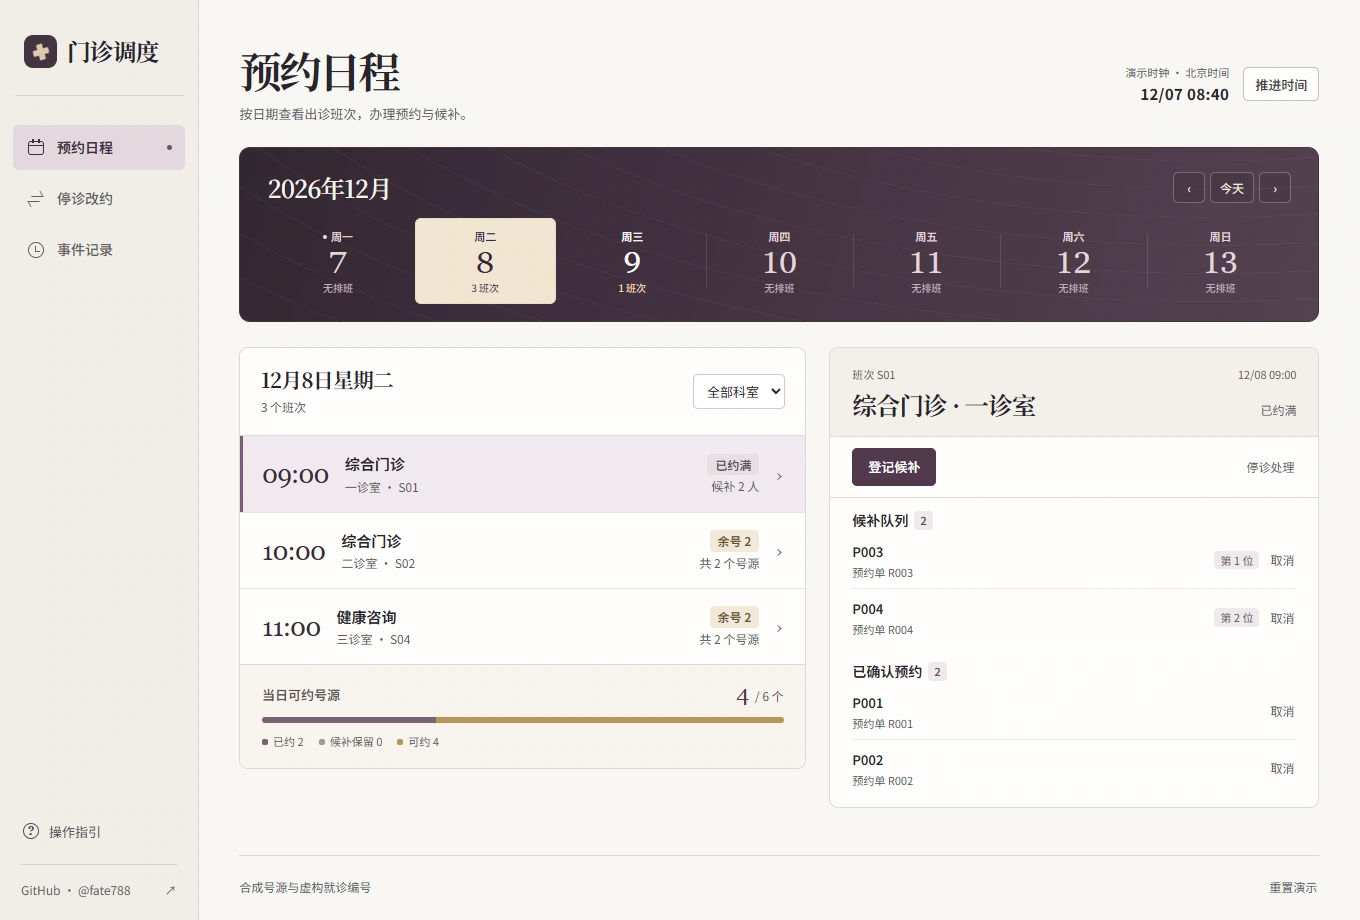 门诊调度
预约日程
停诊改约
事件记录
操作指引
GitHub · @fate788 ↗
预约日程
按日期查看出诊班次，办理预约与候补。
演示时钟 · 北京时间
12/07 08:40
推进时间
2026年12月
‹ 今天 ›
周一
7
无排班
周二
8
3 班次
周三
9
1 班次
周四
10
无排班
周五
11
无排班
周六
12
无排班
周日
13
无排班
12月8日星期二
3 个班次
全部科室
09:00
综合门诊
一诊室 · S01
已约满
候补 2 人
10:00
综合门诊
二诊室 · S02
余号 2
共 2 个号源
11:00
健康咨询
三诊室 · S04
余号 2
共 2 个号源
当日可约号源
4 / 6 个
已约 2 候补保留 0 可约 4
班次 S01
12/08 09:00
综合门诊 · 一诊室
已约满
登记候补
停诊处理
候补队列 2
P003
预约单 R003
第 1 位 取消
P004
预约单 R004
第 2 位 取消
已确认预约 2
P001
预约单 R001
取消
P002
预约单 R002
取消
合成号源与虚构就诊编号
重置演示